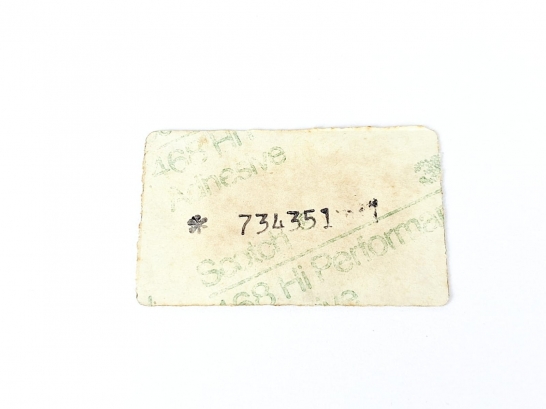 468 HI
Adhesive
* 734351
Scotch
468 HI Performan